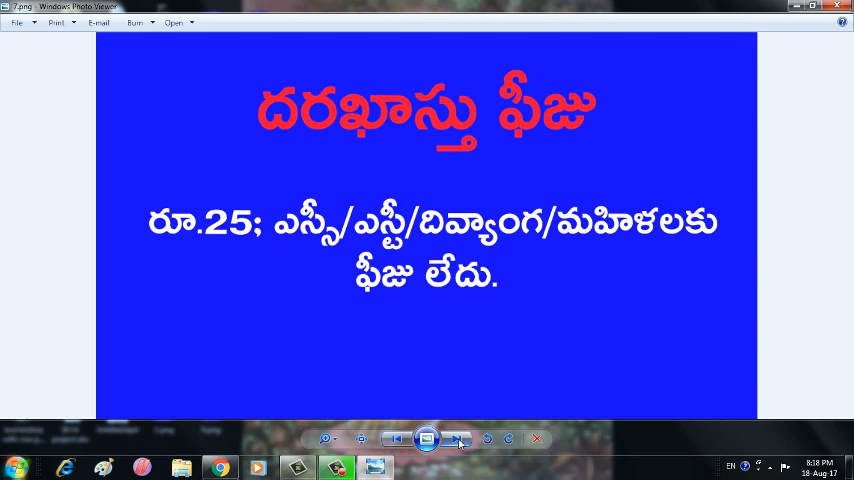 7.png - Windows Photo Viewer
File Print E-mail Burn Open
దరఖాస్తు ఫీజు
రూ.25; ఎస్సీ/ఎస్టీ/దివ్యాంగ/మహిళలకు
ఫీజు లేదు.
EN
8:18 PM
18-Aug-17